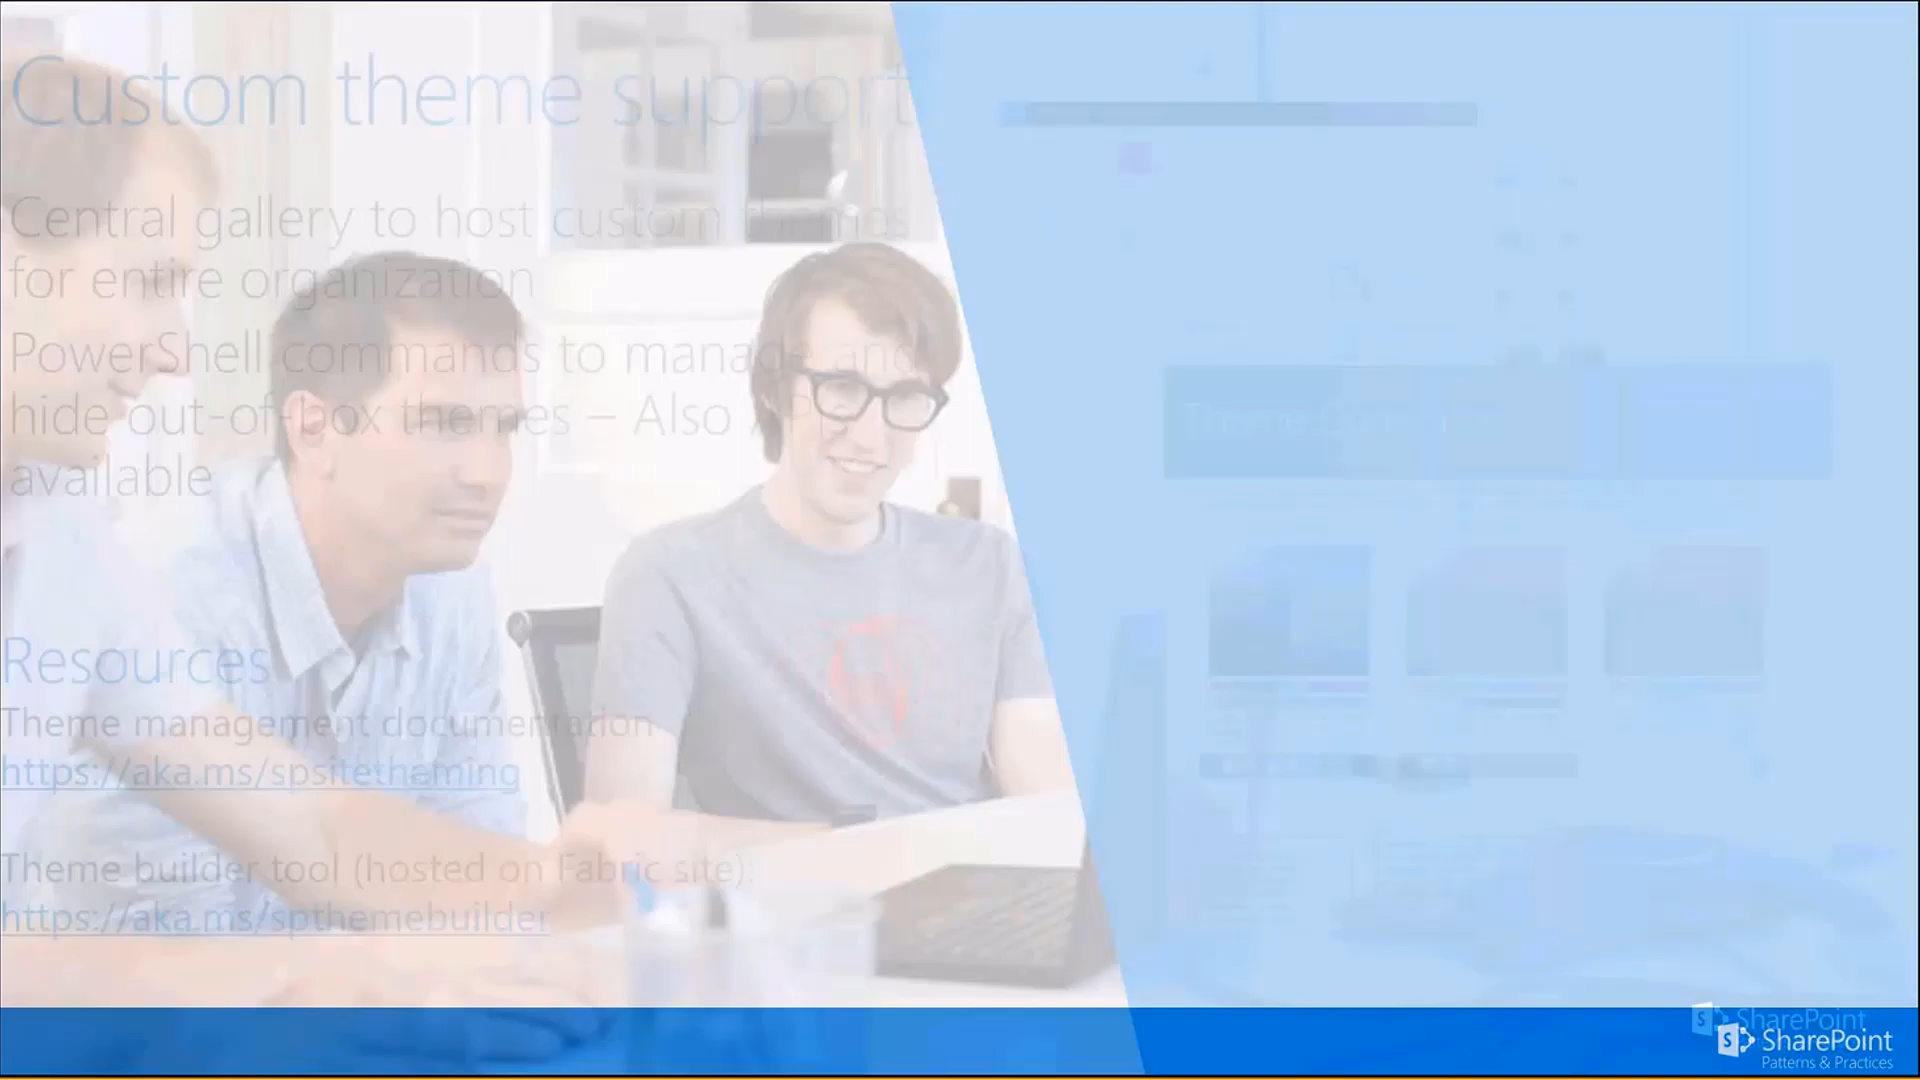 Custom theme support
Central gallery to host custom themes
for entire organization
PowerShell commands to manage and
hide out-of-box themes – Also
available
Resources
Theme management documentation
https://aka.ms/spsitetheming
Theme builder tool (hosted on Fabric site):
https://aka.ms/spthemebuilder
SharePoint
SharePoint
Patterns & Practices